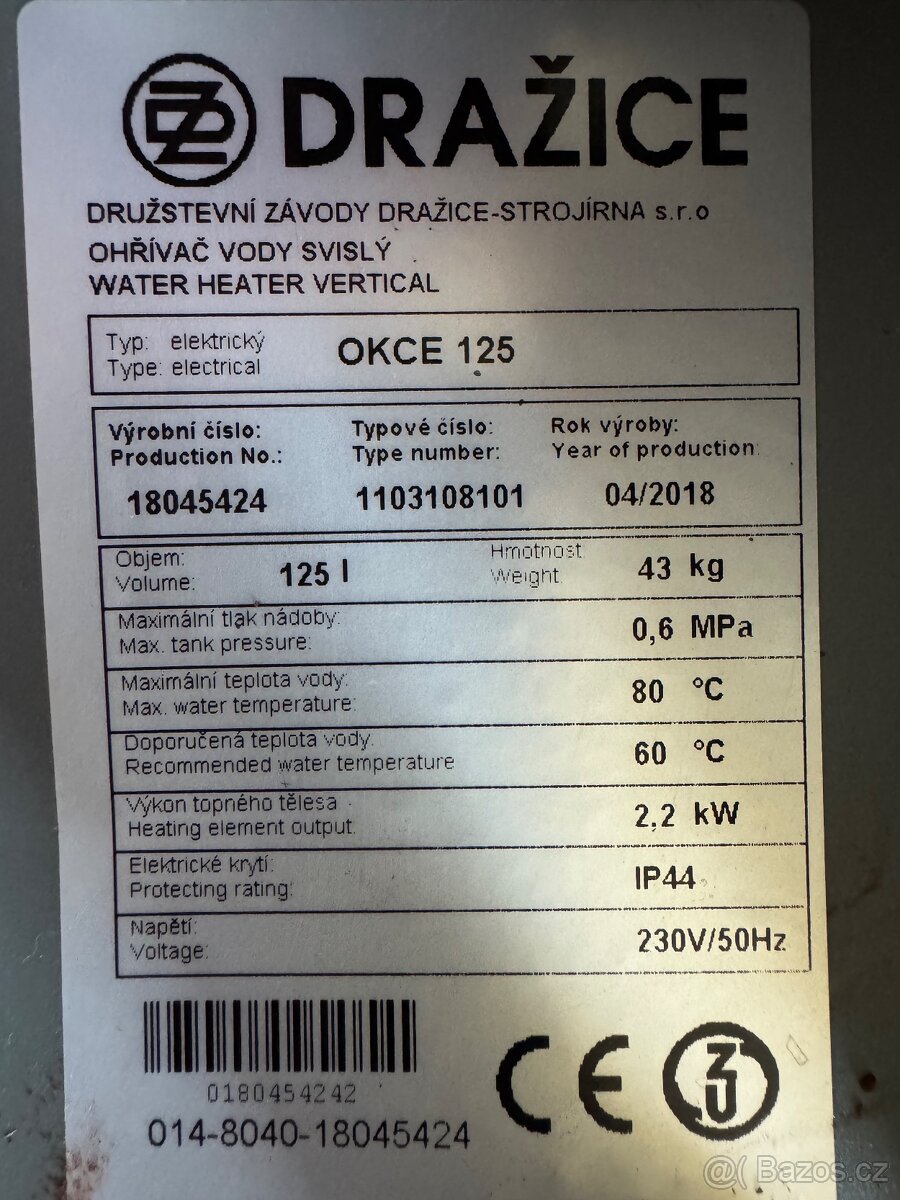 DRAŽICE
DRUŽSTEVNÍ ZÁVODY DRAŽICE-STROJÍRNA s.r.o
OHŘÍVAČ VODY SVISLÝ
WATER HEATER VERTICAL
Typ: elektrický
Type: electrical
OKCE 125
Výrobní číslo: Typové číslo: Rok výroby:
Production No.: Type number: Year of production:
18045424 1103108101 04/2018
Objem: Hmotnost:
Volume: 125 l Weight: 43 kg
Maximální tlak nádoby:
Max. tank pressure: 0,6 MPa
Maximální teplota vody:
Max. water temperature: 80 °C
Doporučená teplota vody:
Recommended water temperature 60 °C
Výkon topného tělesa
Heating element output: 2,2 kW
Elektrické krytí:
Protecting rating: IP44
Napětí:
Voltage: 230V/50Hz
0180454242
014-8040-18045424
CE
@( Bazos.cz